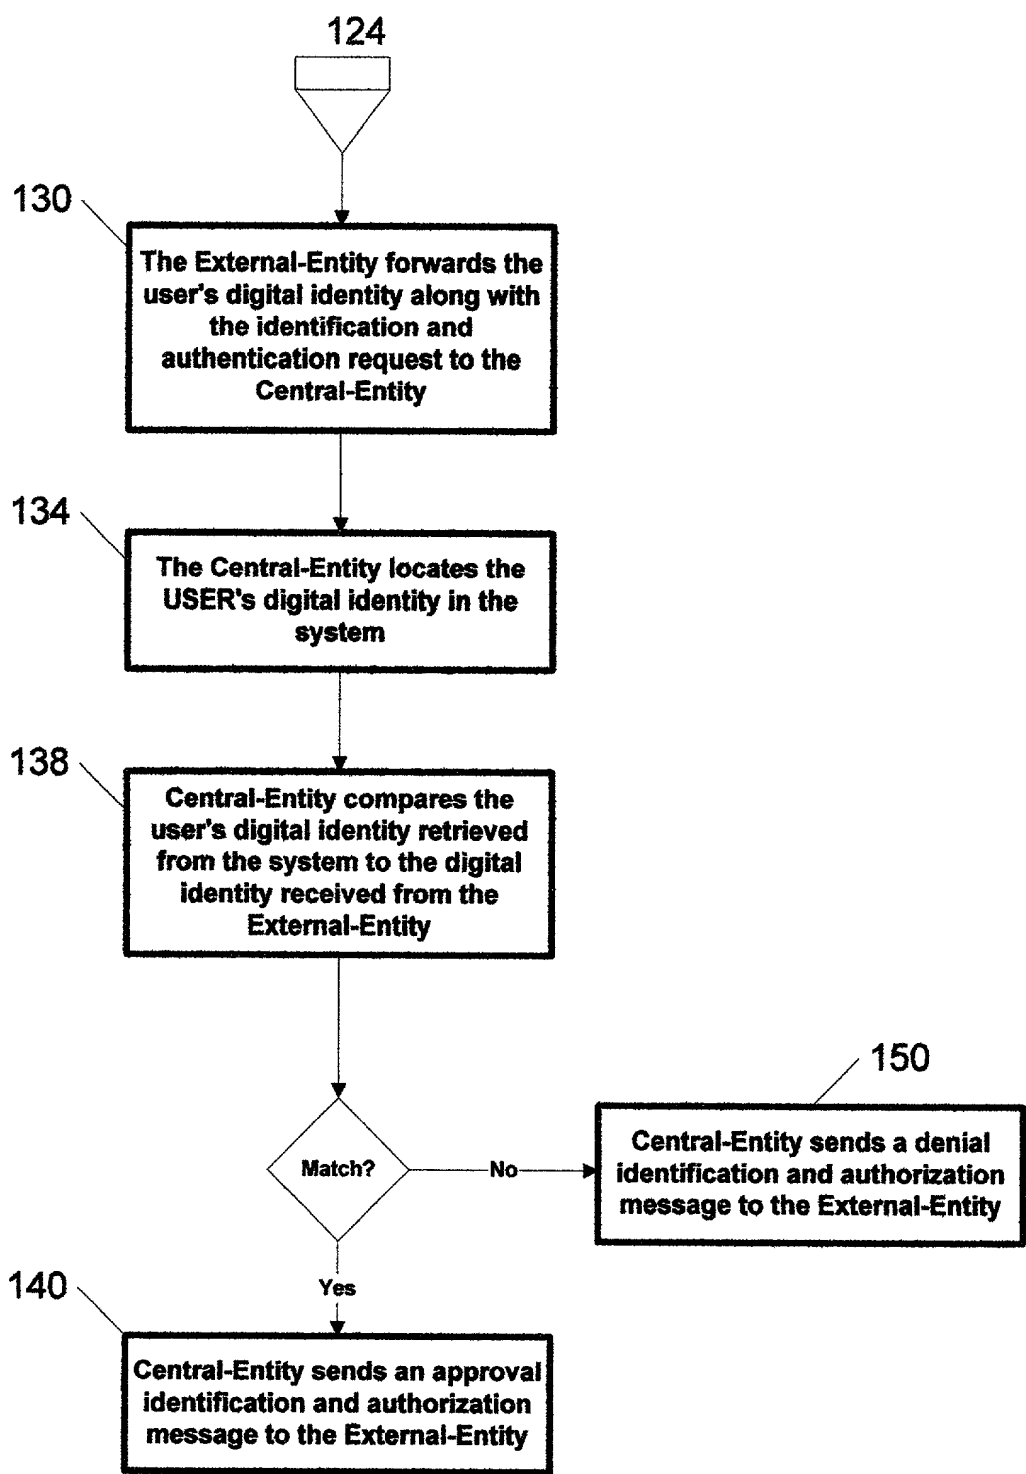 124
130
The External-Entity forwards the
user's digital identity along with
the identification and
authentication request to the
Central-Entity
134
The Central-Entity locates the
USER's digital identity in the
system
138
Central-Entity compares the
user's digital identity retrieved
from the system to the digital
identity received from the
External-Entity
Match?
No
150
Central-Entity sends a denial
identification and authorization
message to the External-Entity
Yes
140
Central-Entity sends an approval
identification and authorization
message to the External-Entity